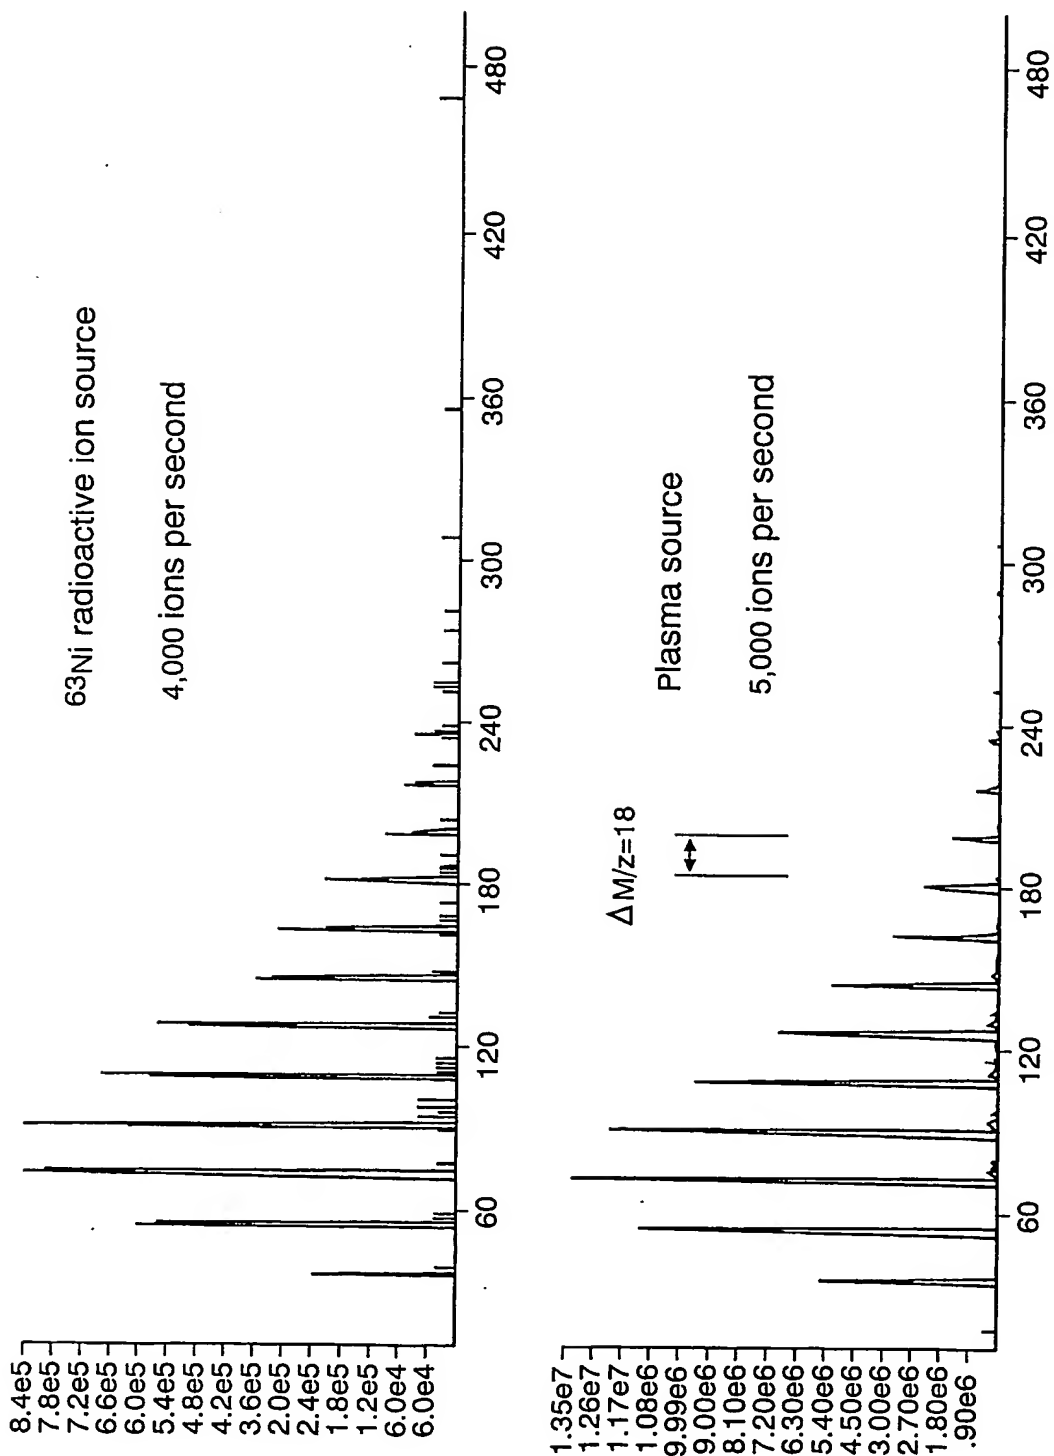 8.4e5
7.8e5
7.2e5
6.6e5
6.0e5
5.4e5
4.8e5
4.2e5
3.6e5
2.0e5
2.4e5
1.8e5
1.2e5
6.0e4
6.0e4
63Ni radioactive ion source
4,000 ions per second
60 120 180 240 300 360 420 480
1.35e7
1.26e7
1.17e7
1.08e6
9.99e6
9.00e6
8.10e6
7.20e6
6.30e6
5.40e6
4.50e6
3.00e6
2.70e6
1.80e6
.90e6
ΔM/z=18
Plasma source
5,000 ions per second
60 120 180 240 300 360 420 480